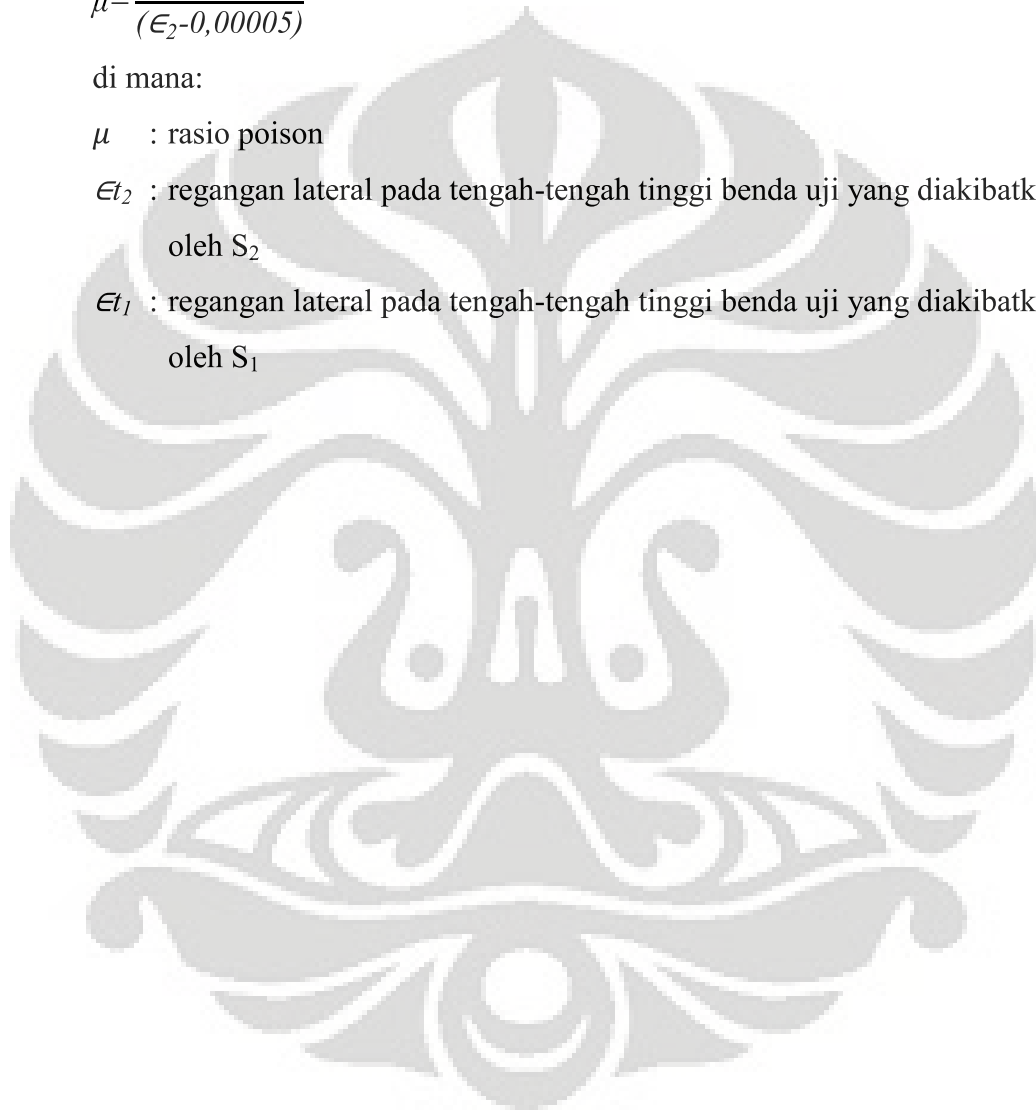 μ= (∈2-0,00005)
di mana:
μ : rasio poison
∈t2 : regangan lateral pada tengah-tengah tinggi benda uji yang diakibatk
oleh S2
∈t1 : regangan lateral pada tengah-tengah tinggi benda uji yang diakibatk
oleh S1